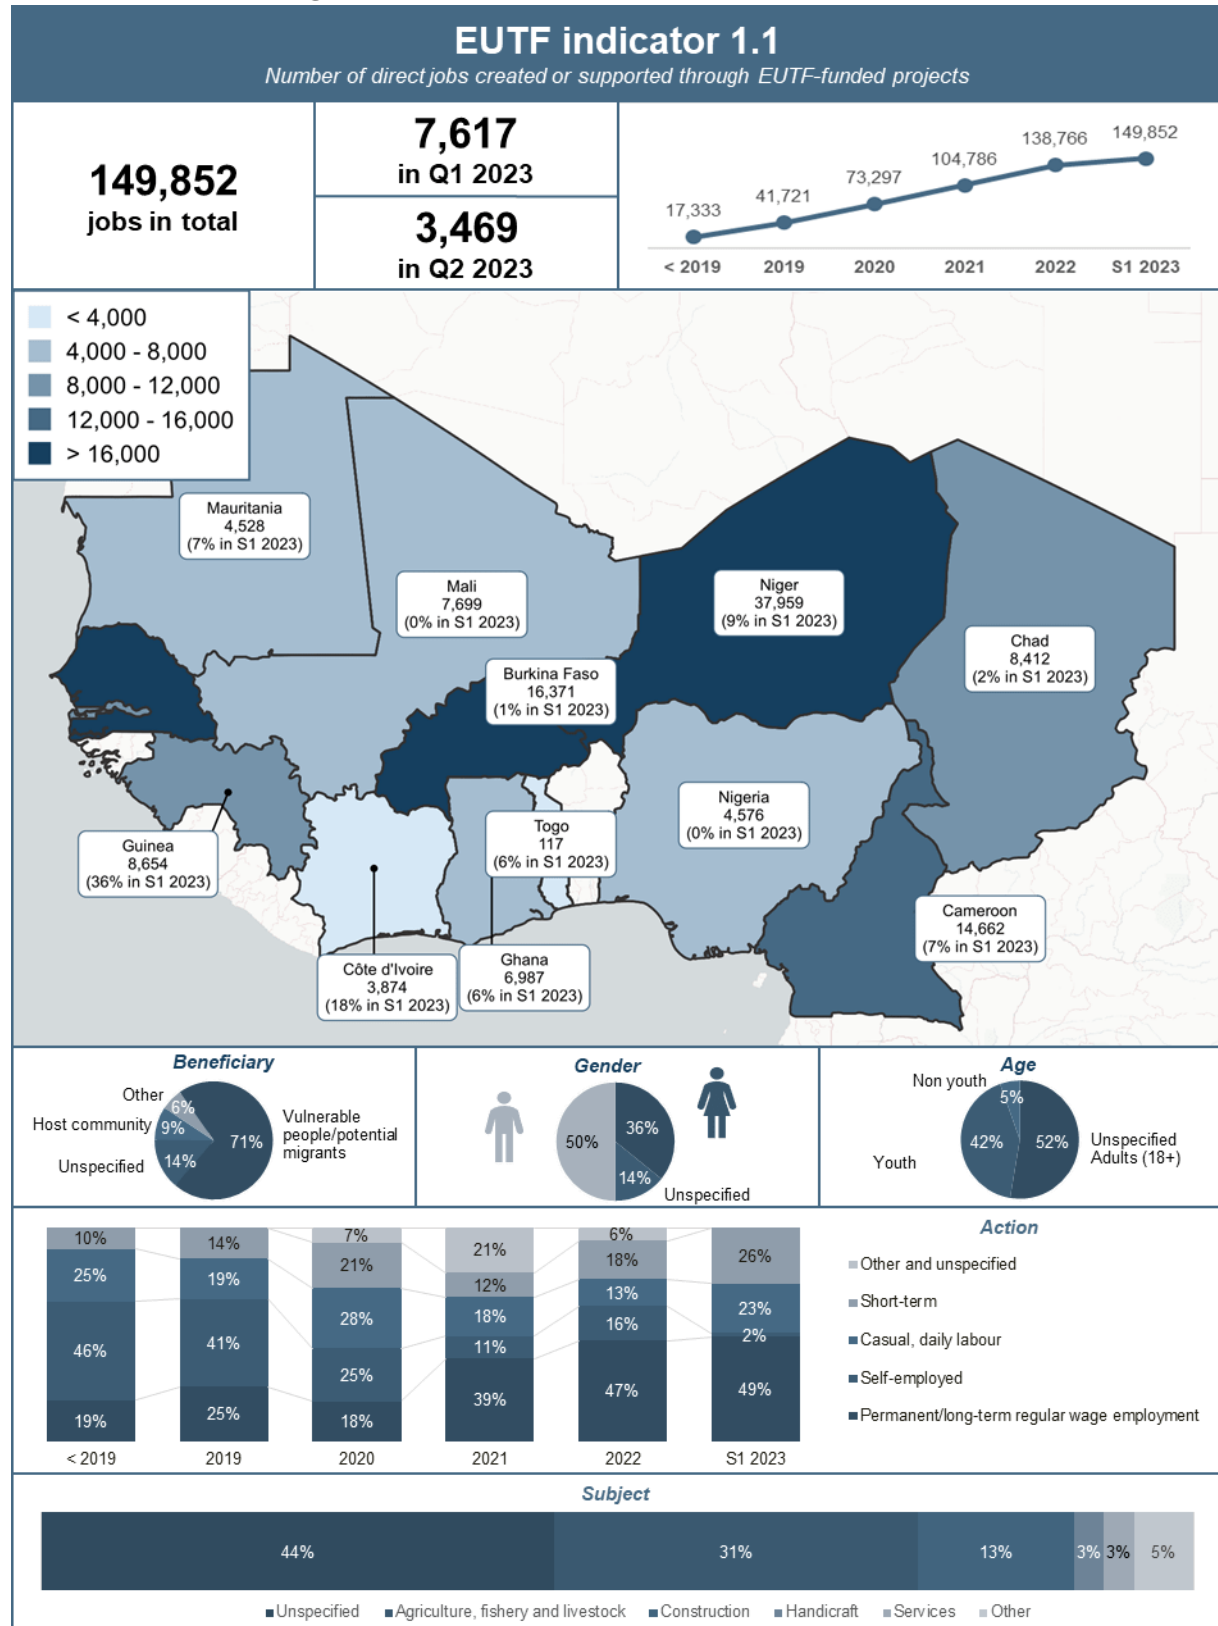 EUTF indicator 1.1
Number of direct jobs created or supported through EUTF-funded projects
149,852
jobs in total
7,617
in Q1 2023
3,469
in Q2 2023
17,333
41,721
73,297
104,786
138,766
149,852
< 2019
2019
2020
2021
2022
S1 2023
< 4,000
4,000 - 8,000
8,000 - 12,000
12,000 - 16,000
> 16,000
Mauritania
4,528
(7% in S1 2023)
Mali
7,699
(0% in S1 2023)
Niger
37,959
(9% in S1 2023)
Chad
8,412
(2% in S1 2023)
Burkina Faso
16,371
(1% in S1 2023)
Nigeria
4,576
(0% in S1 2023)
Togo
117
(6% in S1 2023)
Guinea
8,654
(36% in S1 2023)
Cameroon
14,662
(7% in S1 2023)
Côte d'Ivoire
3,874
(18% in S1 2023)
Ghana
6,987
(6% in S1 2023)
Beneficiary
Other
6%
Host community
9%
Unspecified
14%
71%
Vulnerable
people/potential
migrants
Gender
50%
36%
14%
Unspecified
Age
Non youth
5%
42%
Youth
52%
Unspecified
Adults (18+)
10%
25%
46%
19%
< 2019
14%
19%
41%
25%
2019
7%
21%
28%
25%
18%
2020
21%
12%
18%
11%
39%
2021
6%
18%
13%
16%
47%
2022
26%
23%
2%
49%
S1 2023
Action
Other and unspecified
Short-term
Casual, daily labour
Self-employed
Permanent/long-term regular wage employment
Subject
44%
31%
13%
3%
3%
5%
Unspecified
Agriculture, fishery and livestock
Construction
Handicraft
Services
Other